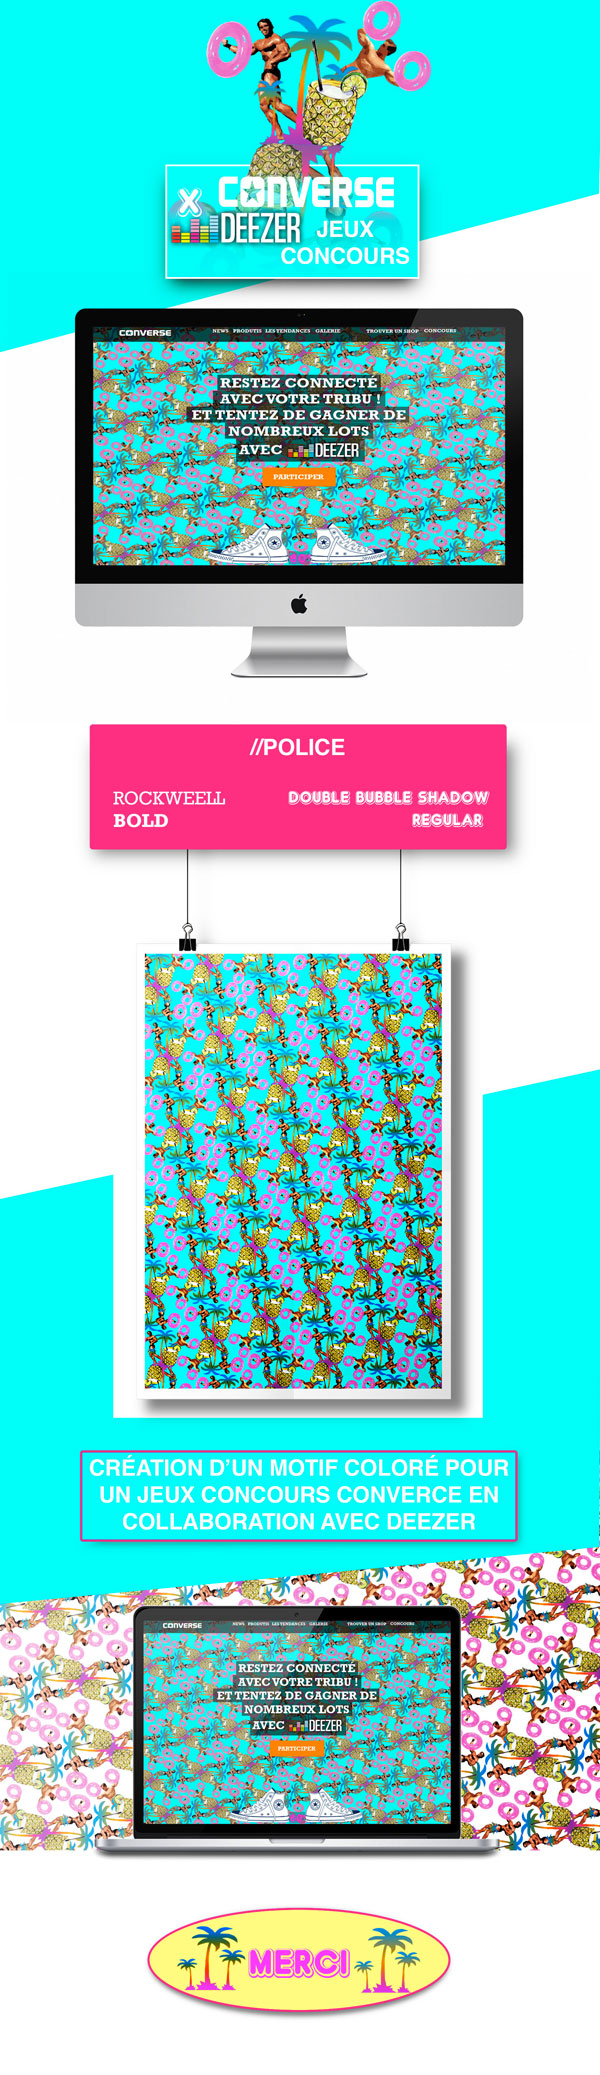 X CONVERSE
DEEZER JEUX
CONCOURS
CONVERSE NEWS PRODUTIS LES TENDANCES GALERIE TROUVER UN SHOP CONCOURS
RESTEZ CONNECTÉ
AVEC VOTRE TRIBU !
ET TENTEZ DE GAGNER DE
NOMBREUX LOTS
AVEC DEEZER
PARTICIPER
//POLICE
ROCKWEELL DOUBLE BUBBLE SHADOW
BOLD REGULAR
CRÉATION D'UN MOTIF COLORÉ POUR
UN JEUX CONCOURS CONVERCE EN
COLLABORATION AVEC DEEZER
CONVERSE NEWS PRODUTIS LES TENDANCES GALERIE TROUVER UN SHOP CONCOURS
RESTEZ CONNECTÉ
AVEC VOTRE TRIBU !
ET TENTEZ DE GAGNER DE
NOMBREUX LOTS
AVEC DEEZER
PARTICIPER
MERCI